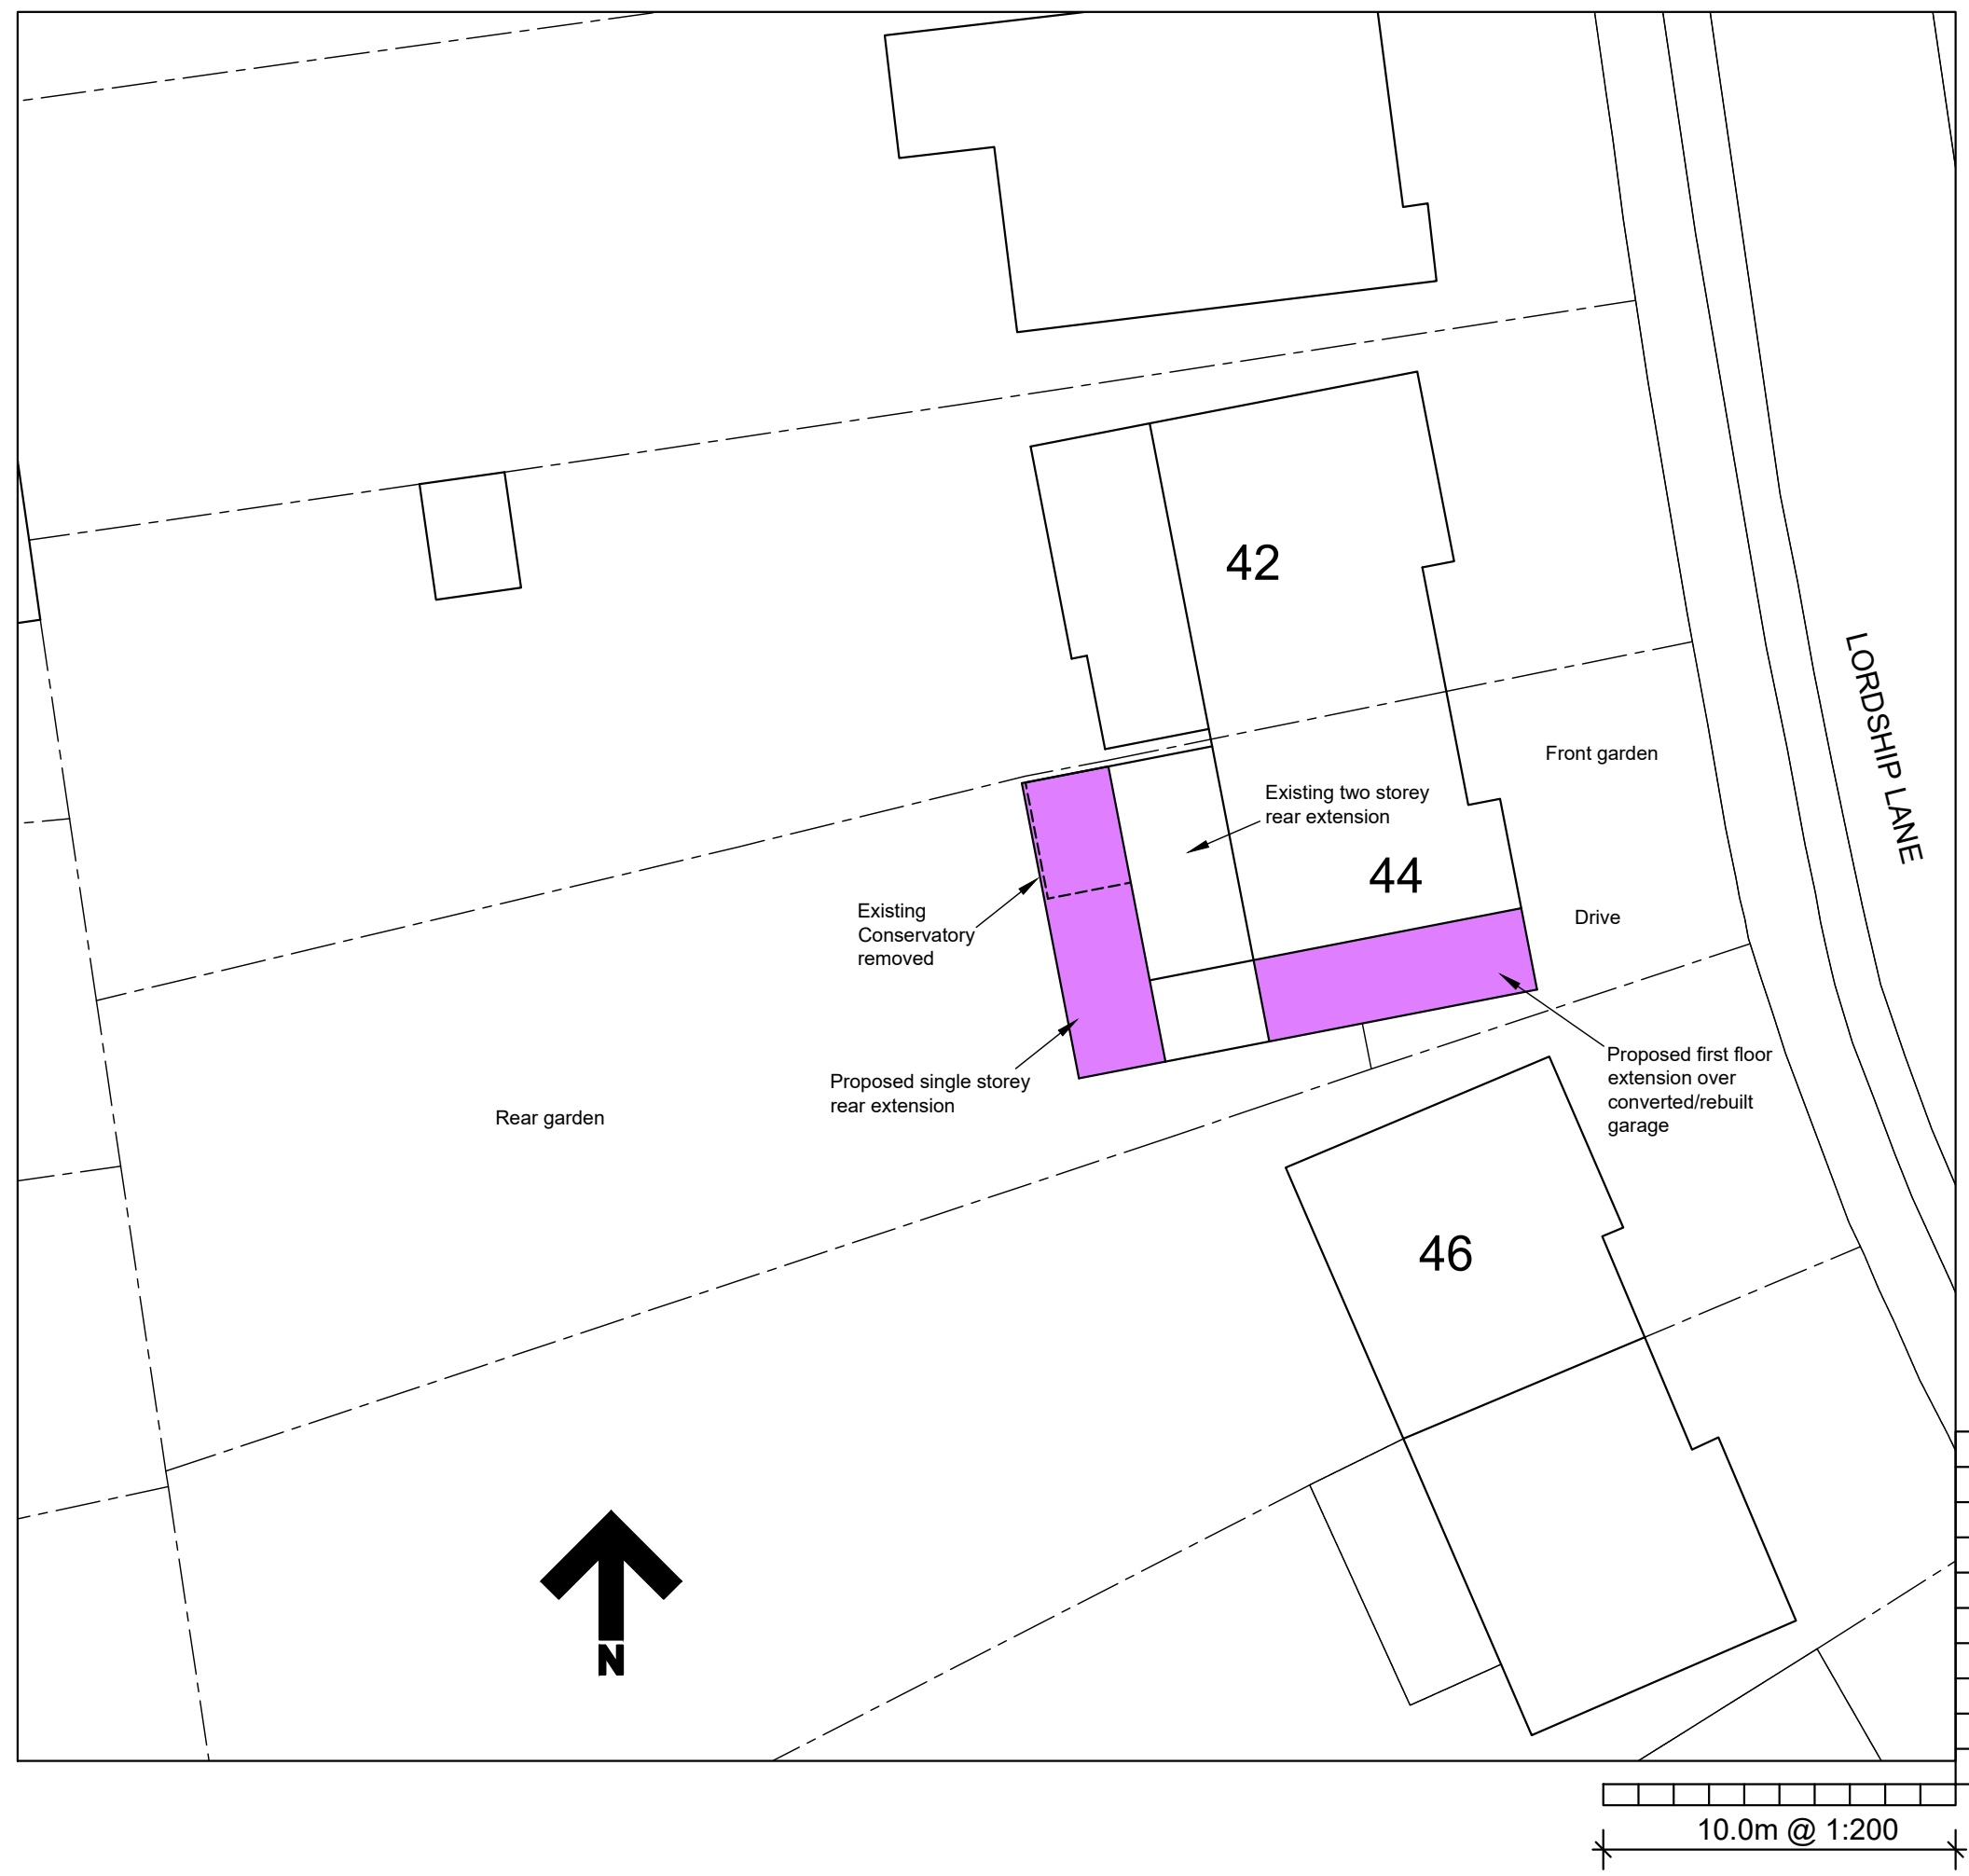 42
LORDSHIP LANE
Front garden
Existing two storey
rear extension
44
Existing
Conservatory
removed
Drive
Proposed single storey
rear extension
Rear garden
Proposed first floor
extension over
converted/rebuilt
garage
46
N
10.0m @ 1:200